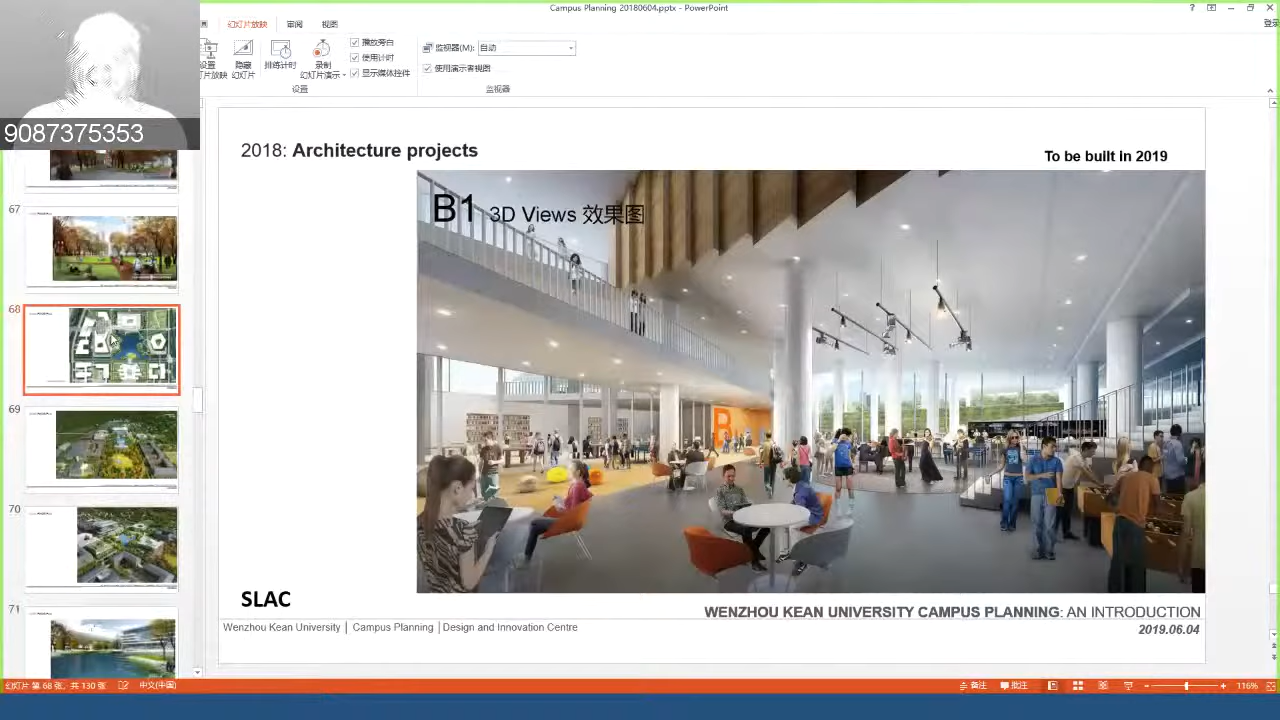 Campus Planning 20180604.pptx - PowerPoint
登录
幻灯片放映 审阅 视图
设置
幻灯片放映
隐藏
幻灯片
排练计时
录制
幻灯片演示
播放旁白
使用计时
显示媒体控件
设置
监视器(M): 自动
使用演示者视图
监视器
9087375353
67
68
69
70
71
2018: Architecture projects
To be built in 2019
B1 3D Views 效果图
SLAC
WENZHOU KEAN UNIVERSITY CAMPUS PLANNING: AN INTRODUCTION
Wenzhou Kean University | Campus Planning | Design and Innovation Centre
2019.06.04
幻灯片 第 68 张, 共 130 张 中文(中国)
备注 批注 116%